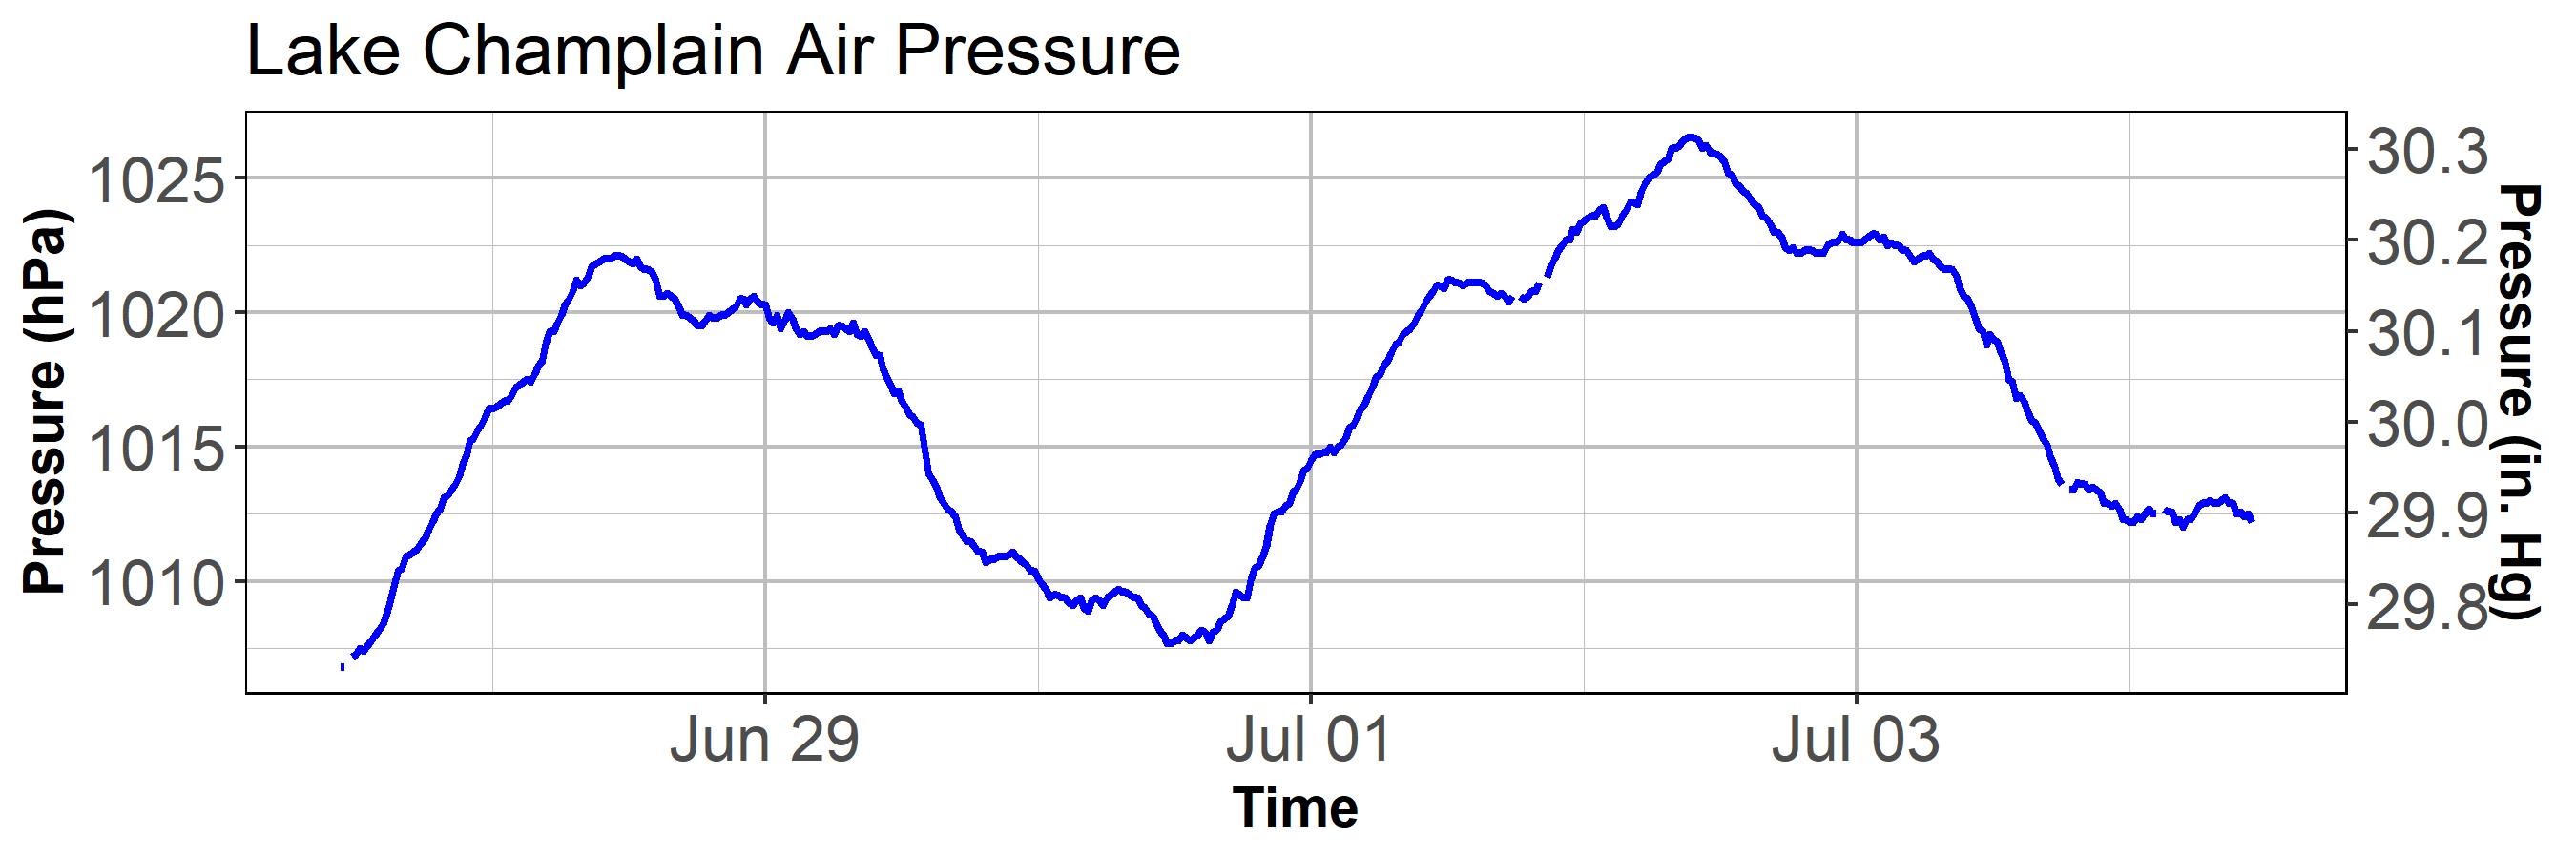 Lake Champlain Air Pressure
Pressure (hPa)
1025
1020
1015
1010
30.3
30.2
30.1
30.0
29.9
29.8
Pressure (in. Hg)
Jun 29
Jul 01
Jul 03
Time